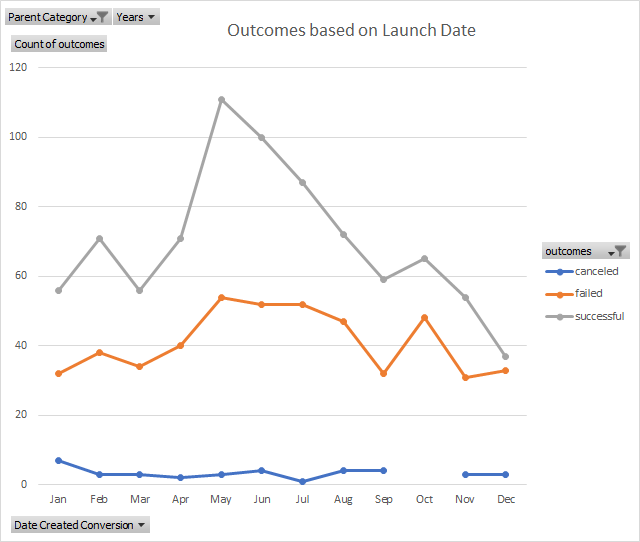 Parent Category Years
Outcomes based on Launch Date
Count of outcomes
120
100
80
60
40
20
0
Jan Feb Mar Apr May Jun Jul Aug Sep Oct Nov Dec
outcomes
canceled
failed
successful
Date Created Conversion